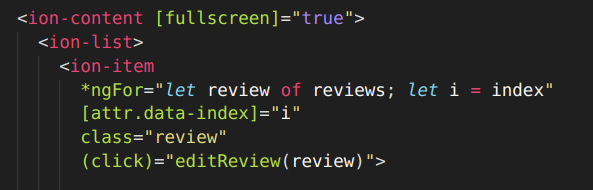 <ion-content [fullscreen]="true">
<ion-list>
<ion-item
*ngFor="let review of reviews; let i = index"
[attr.data-index]="i"
class="review"
(click)="editReview(review)">